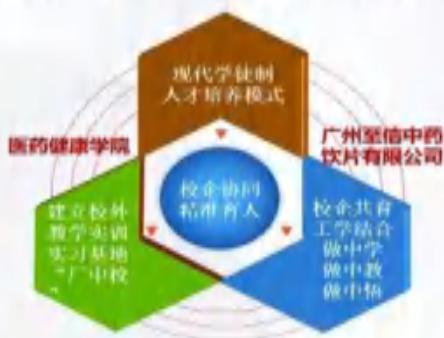 现代学徒制
人才培养模式
医药健康学院
广州至信中药
饮片有限公司
校企协同
精准育人
建立校外
教学实训
实习基地
“厂中校
”
校企共育
工学结合
做中学
做中教
做中悟